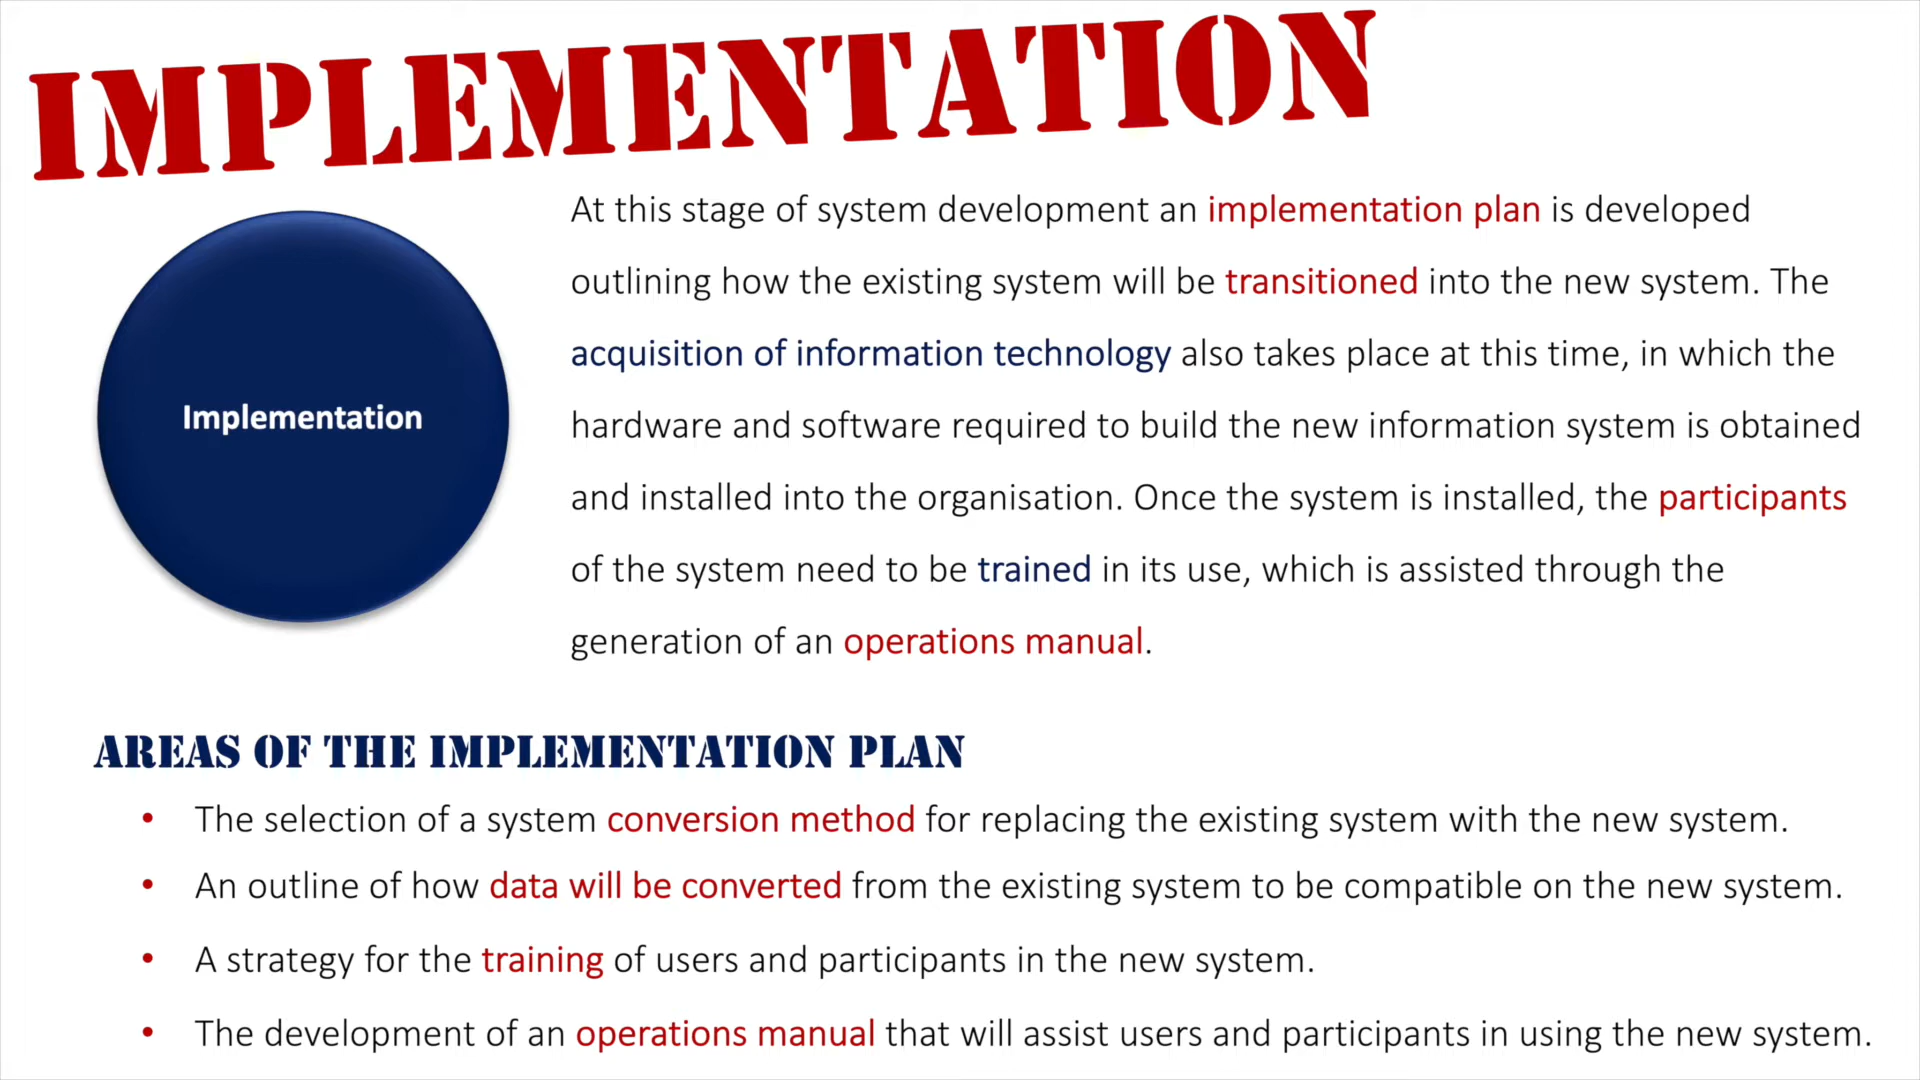 IMPLEMENTATION
Implementation
At this stage of system development an implementation plan is developed
outlining how the existing system will be transitioned into the new system. The
acquisition of information technology also takes place at this time, in which the
hardware and software required to build the new information system is obtained
and installed into the organisation. Once the system is installed, the participants
of the system need to be trained in its use, which is assisted through the
generation of an operations manual.
AREAS OF THE IMPLEMENTATION PLAN
• The selection of a system conversion method for replacing the existing system with the new system.
• An outline of how data will be converted from the existing system to be compatible on the new system.
• A strategy for the training of users and participants in the new system.
• The development of an operations manual that will assist users and participants in using the new system.